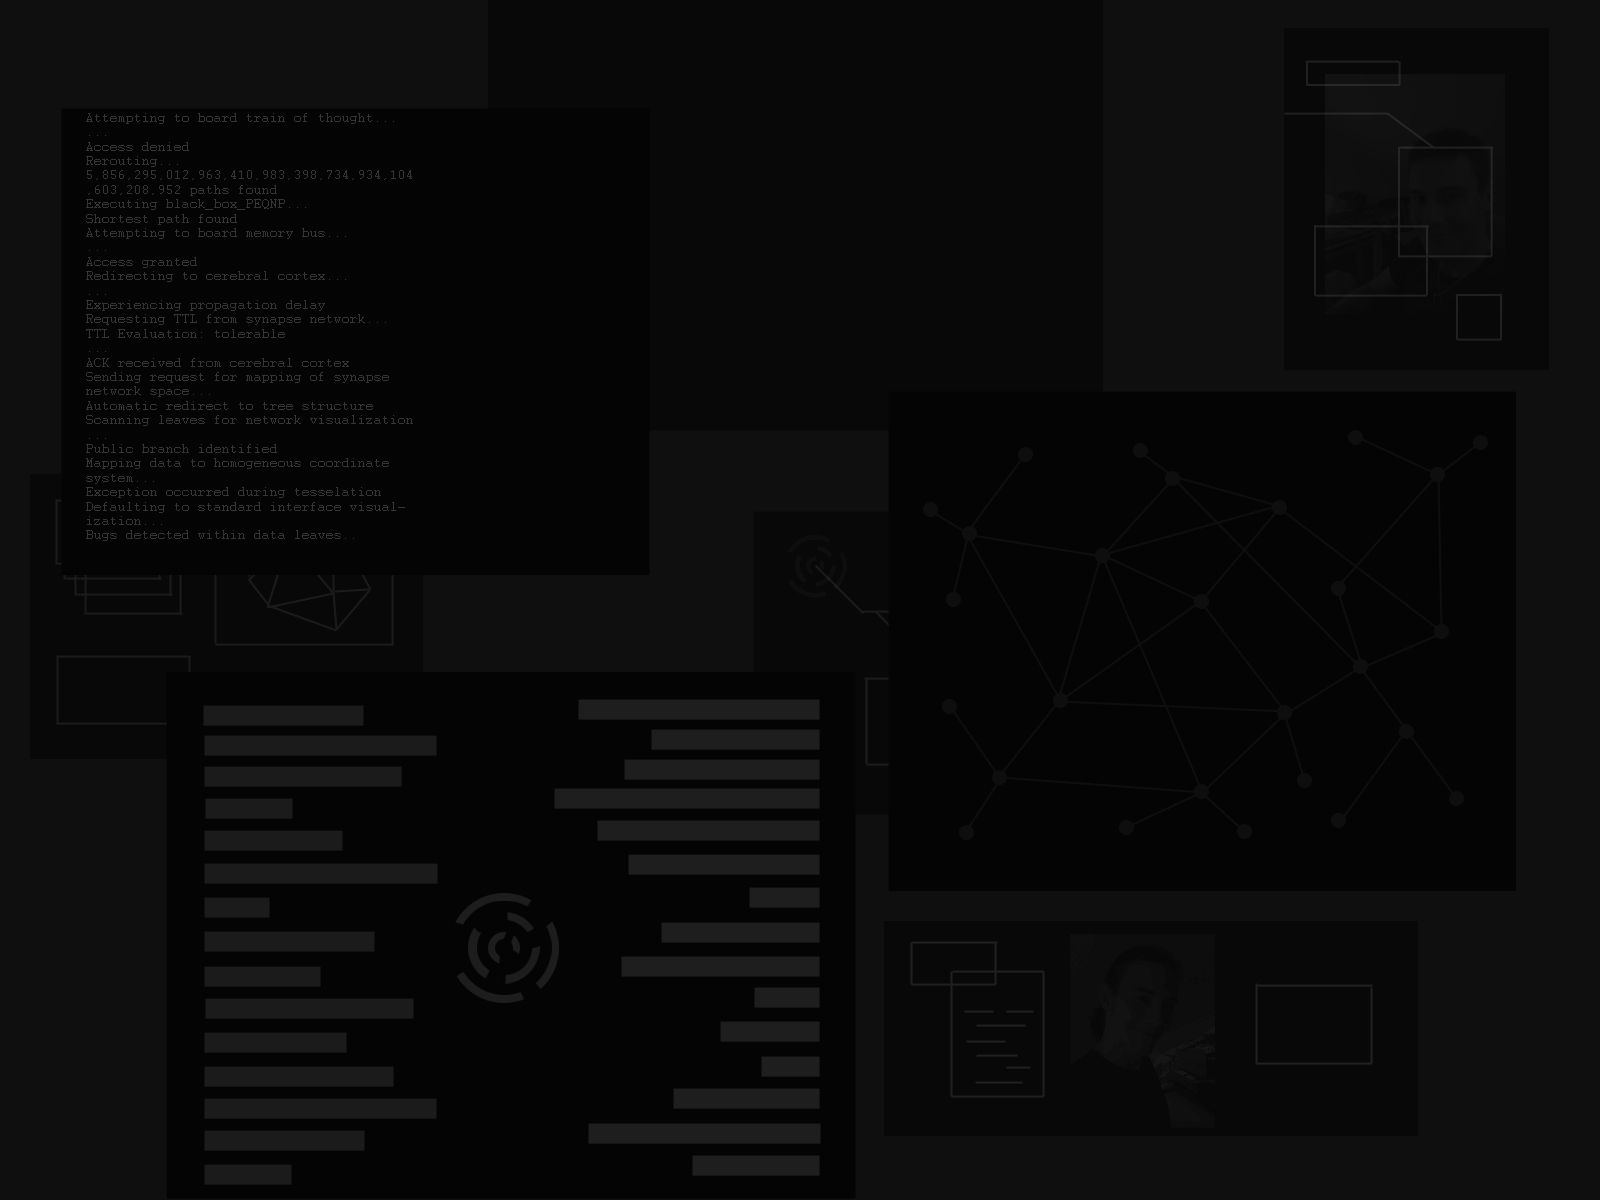 Attempting to board train of thought...
...
Access denied
Rerouting...
5,856,295,012,963,410,983,398,734,934,104
,603,208,952 paths found
Executing black_box_PEQNP...
Shortest path found
Attempting to board memory bus...
...
Access granted
Redirecting to cerebral cortex...
...
Experiencing propagation delay
Requesting TTL from synapse network...
TTL Evaluation: tolerable
...
ACK received from cerebral cortex
Sending request for mapping of synapse
network space...
Automatic redirect to tree structure
Scanning leaves for network visualization
...
Public branch identified
Mapping data to homogeneous coordinate
system...
Exception occurred during tesselation
Defaulting to standard interface visual-
ization...
Bugs detected within data leaves..